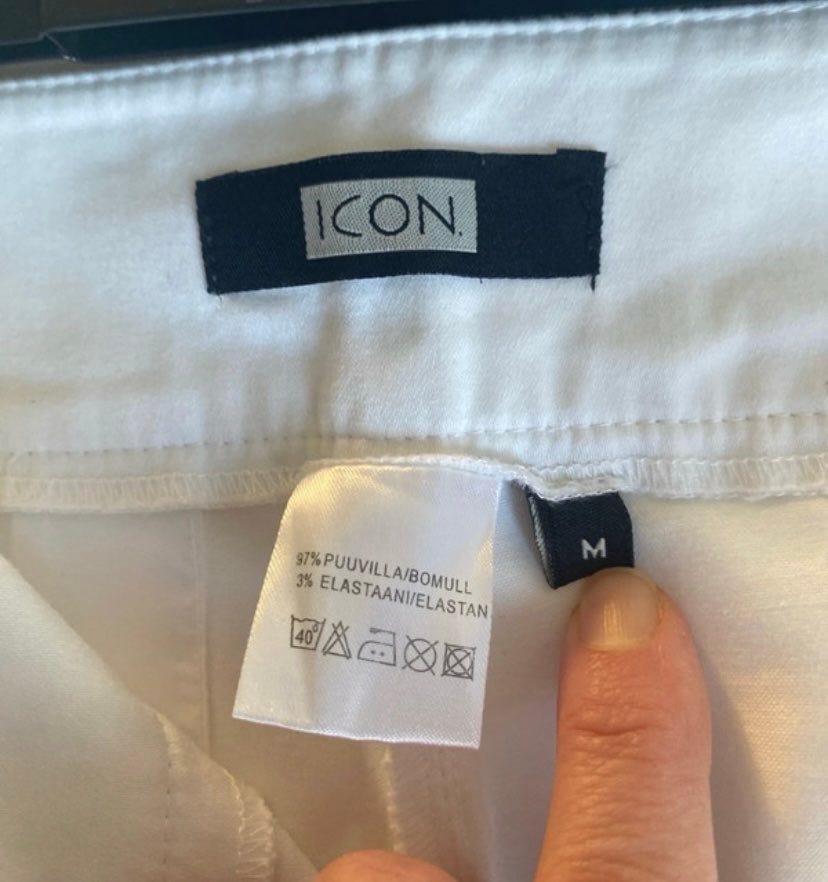 ICON.
M
97% PUUVILLA/BOMULL
3% ELASTAANI/ELASTAN
40°